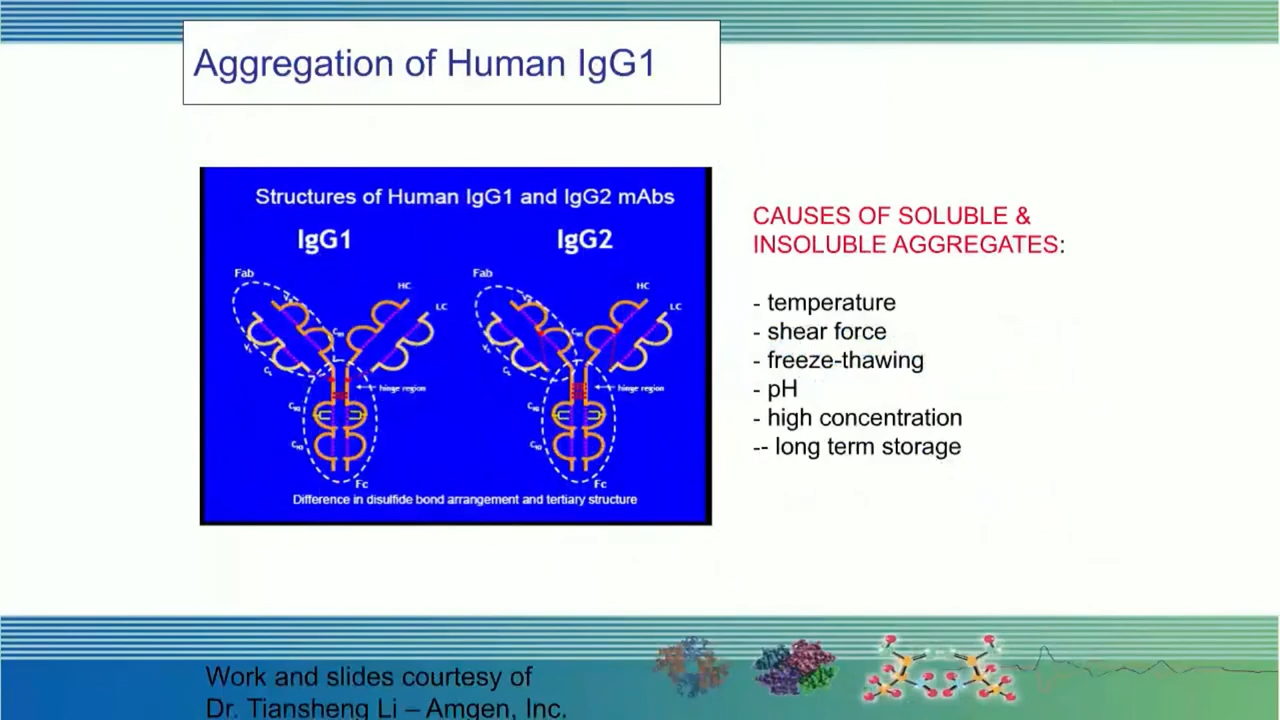 Aggregation of Human IgG1
Structures of Human IgG1 and IgG2 mAbs
IgG1
IgG2
Fab
HC
LC
hinge region
Fc
Fab
HC
LC
hinge region
Fc
Difference in disulfide bond arrangement and tertiary structure
CAUSES OF SOLUBLE &
INSOLUBLE AGGREGATES:
- temperature
- shear force
- freeze-thawing
- pH
- high concentration
-- long term storage
Work and slides courtesy of
Dr. Tiansheng Li – Amgen, Inc.